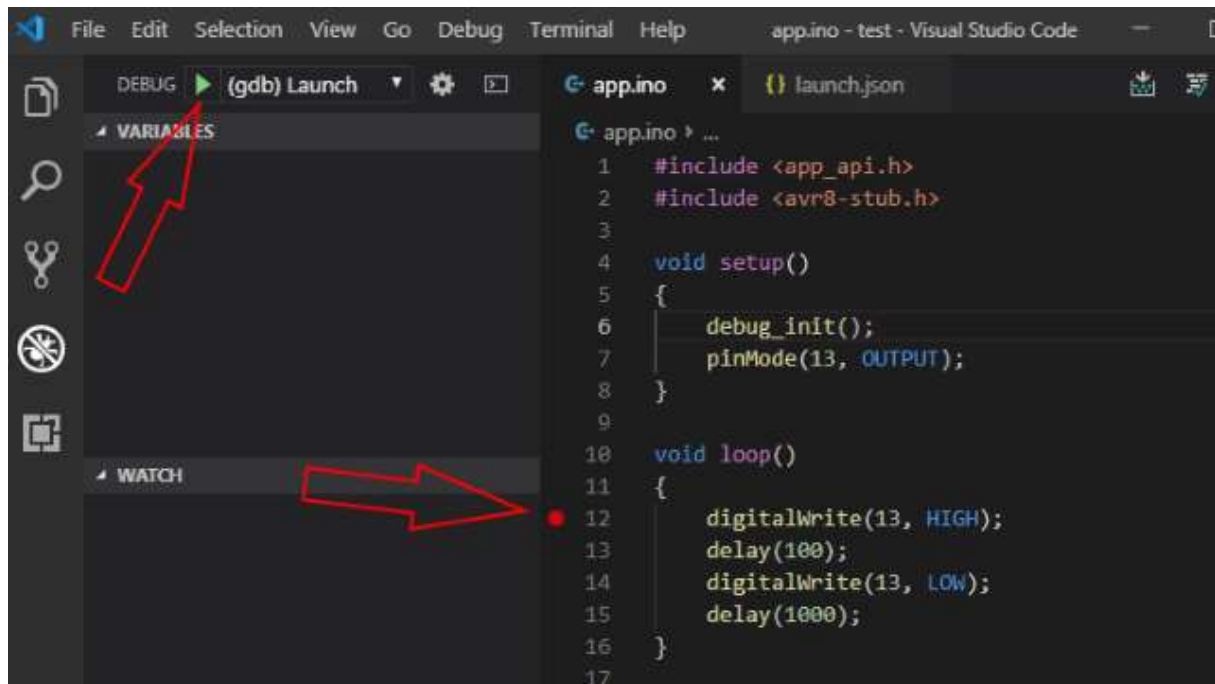 File Edit Selection View Go Debug Terminal Help app.ino - test - Visual Studio Code
DEBUG (gdb) Launch
app.ino × {} launch.json
VARIABLES
app.ino › ...
1 #include <app_api.h>
2 #include <avr8-stub.h>
3
4 void setup()
5 {
6 debug_init();
7 pinMode(13, OUTPUT);
8 }
9
10 void loop()
11 {
WATCH
12 digitalWrite(13, HIGH);
13 delay(100);
14 digitalWrite(13, LOW);
15 delay(1000);
16 }
17